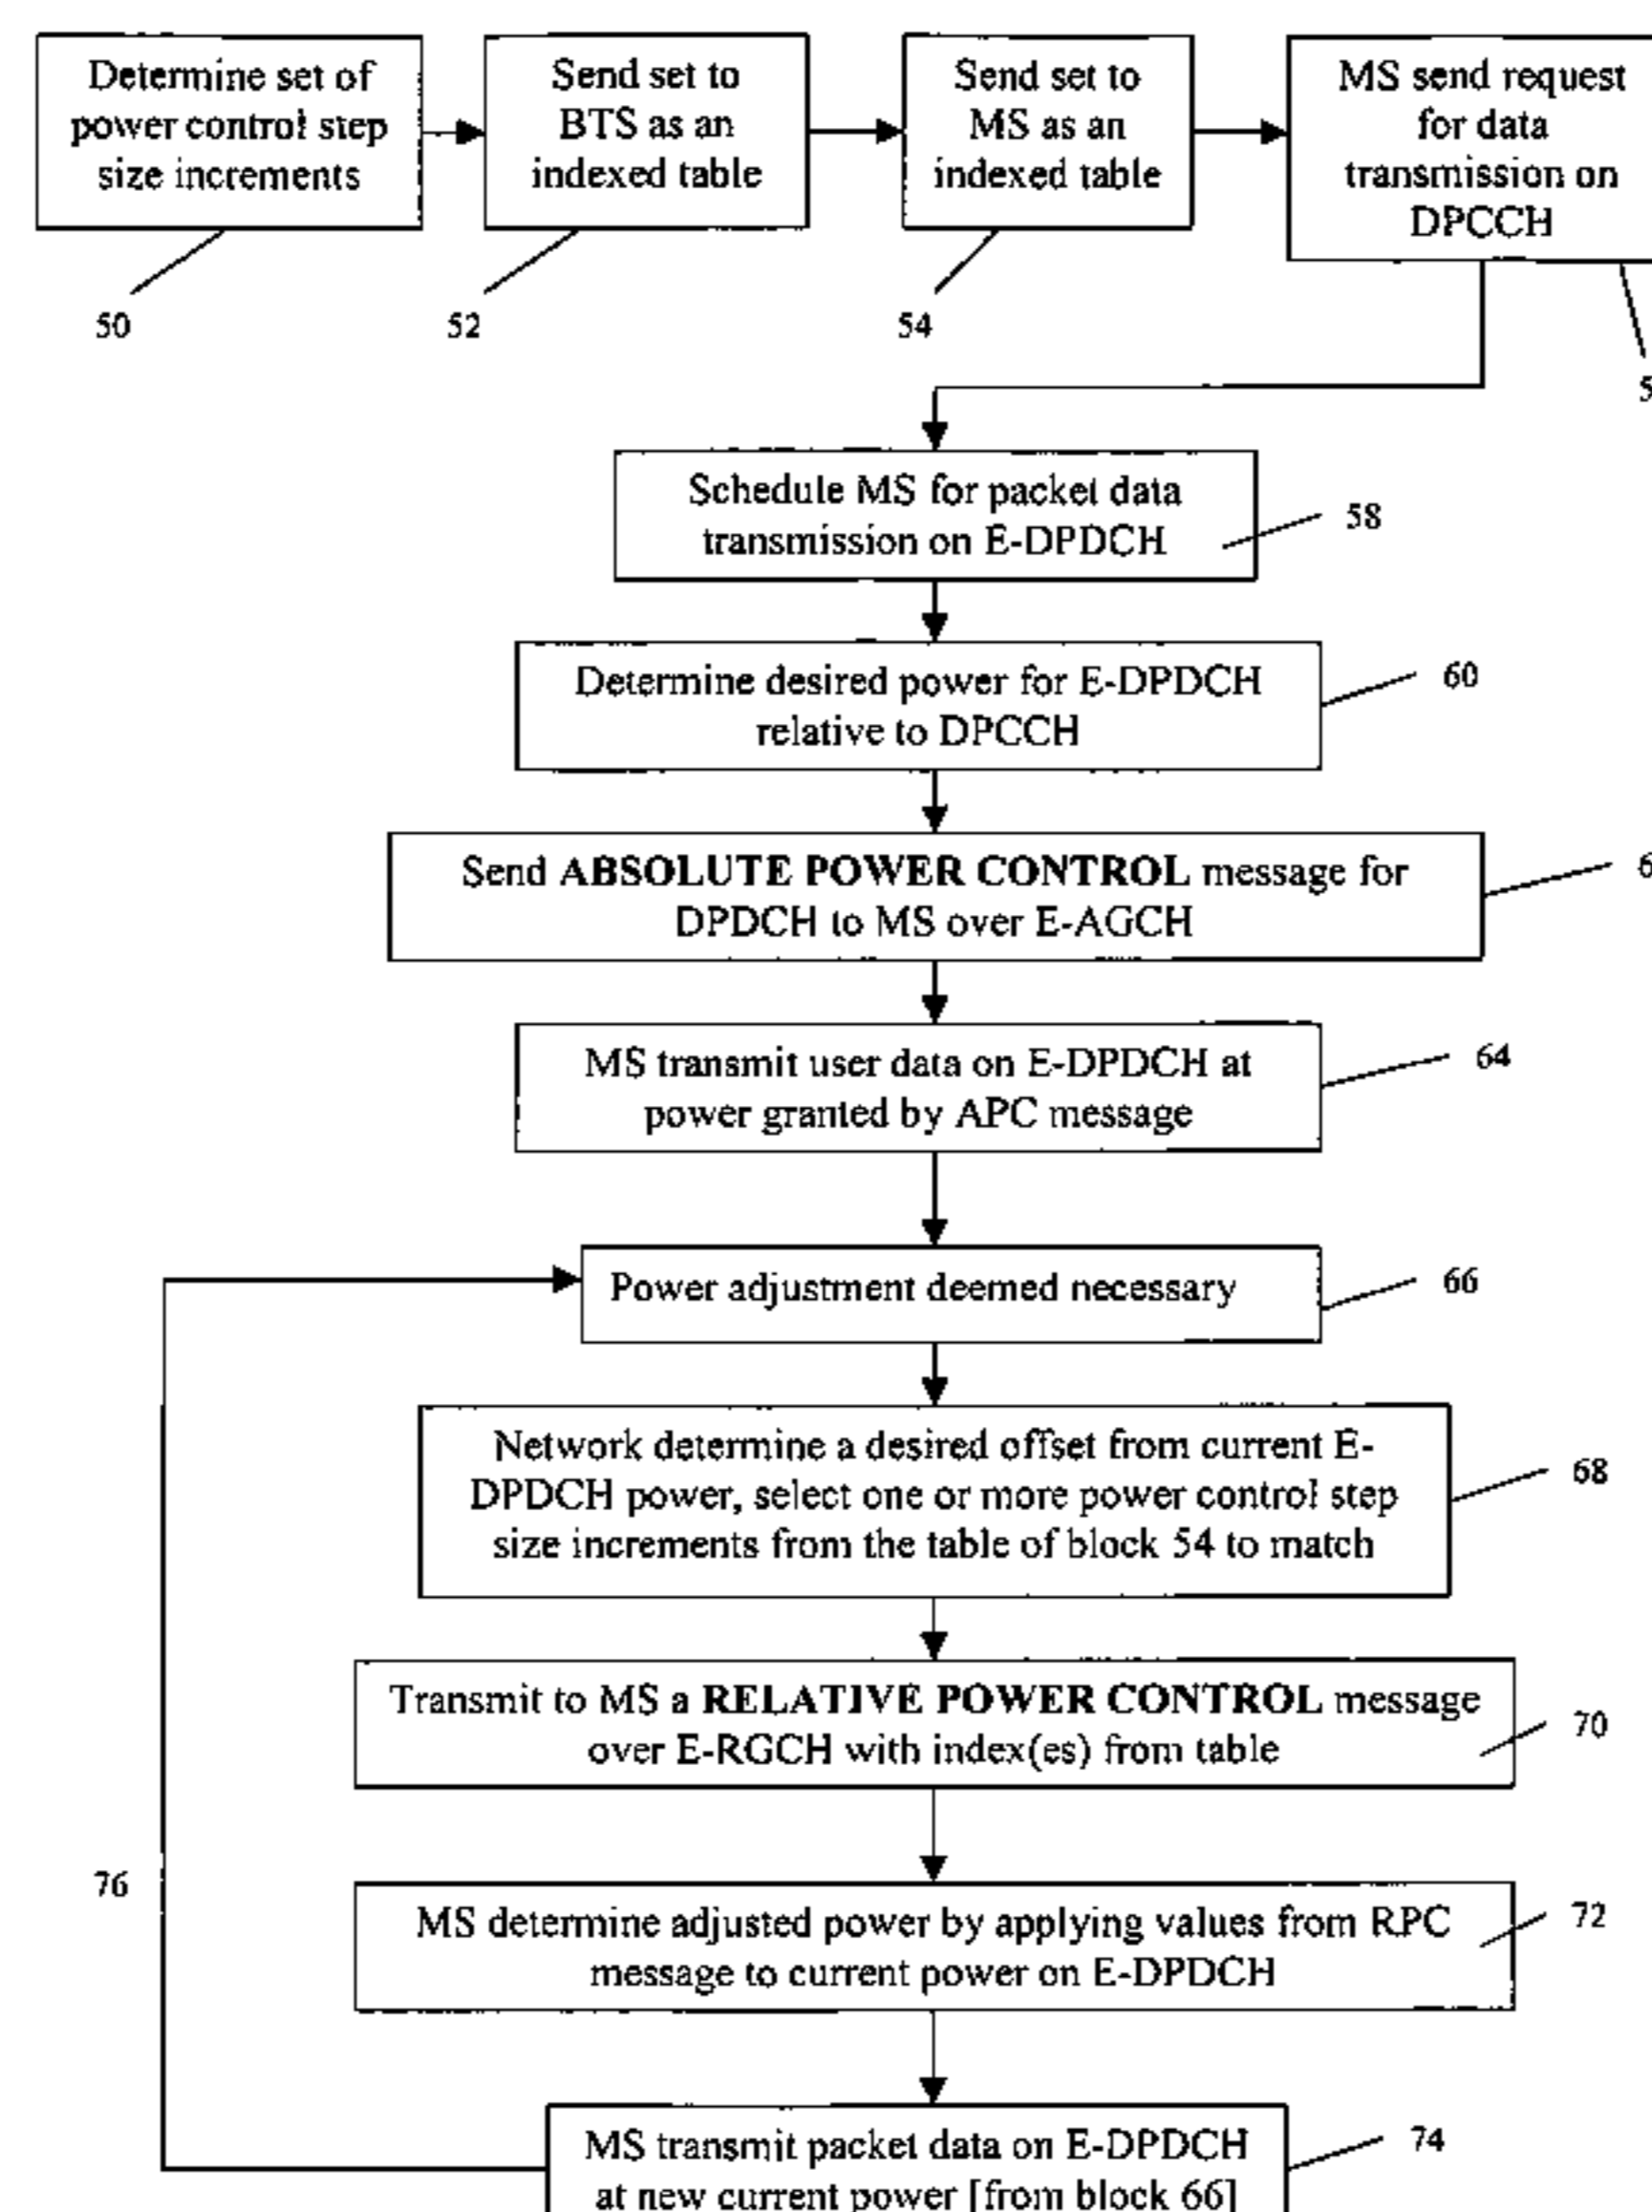 Determine set of
power control step
size increments
Send set to
BTS as an
indexed table
Send set to
MS as an
indexed table
MS send request
for data
transmission on
DPCCH
50
52
54
5
Schedule MS for packet data
transmission on E-DPDCH
58
Determine desired power for E-DPDCH
relative to DPCCH
60
Send ABSOLUTE POWER CONTROL message for
DPDCH to MS over E-AGCH
6
MS transmit user data on E-DPDCH at
power granted by APC message
64
Power adjustment deemed necessary
66
Network determine a desired offset from current E-
DPDCH power, select one or more power control step
size increments from the table of block 54 to match
68
Transmit to MS a RELATIVE POWER CONTROL message
over E-RGCH with index(es) from table
70
76
MS determine adjusted power by applying values from RPC
message to current power on E-DPDCH
72
MS transmit packet data on E-DPDCH
at new current power [from block 66]
74